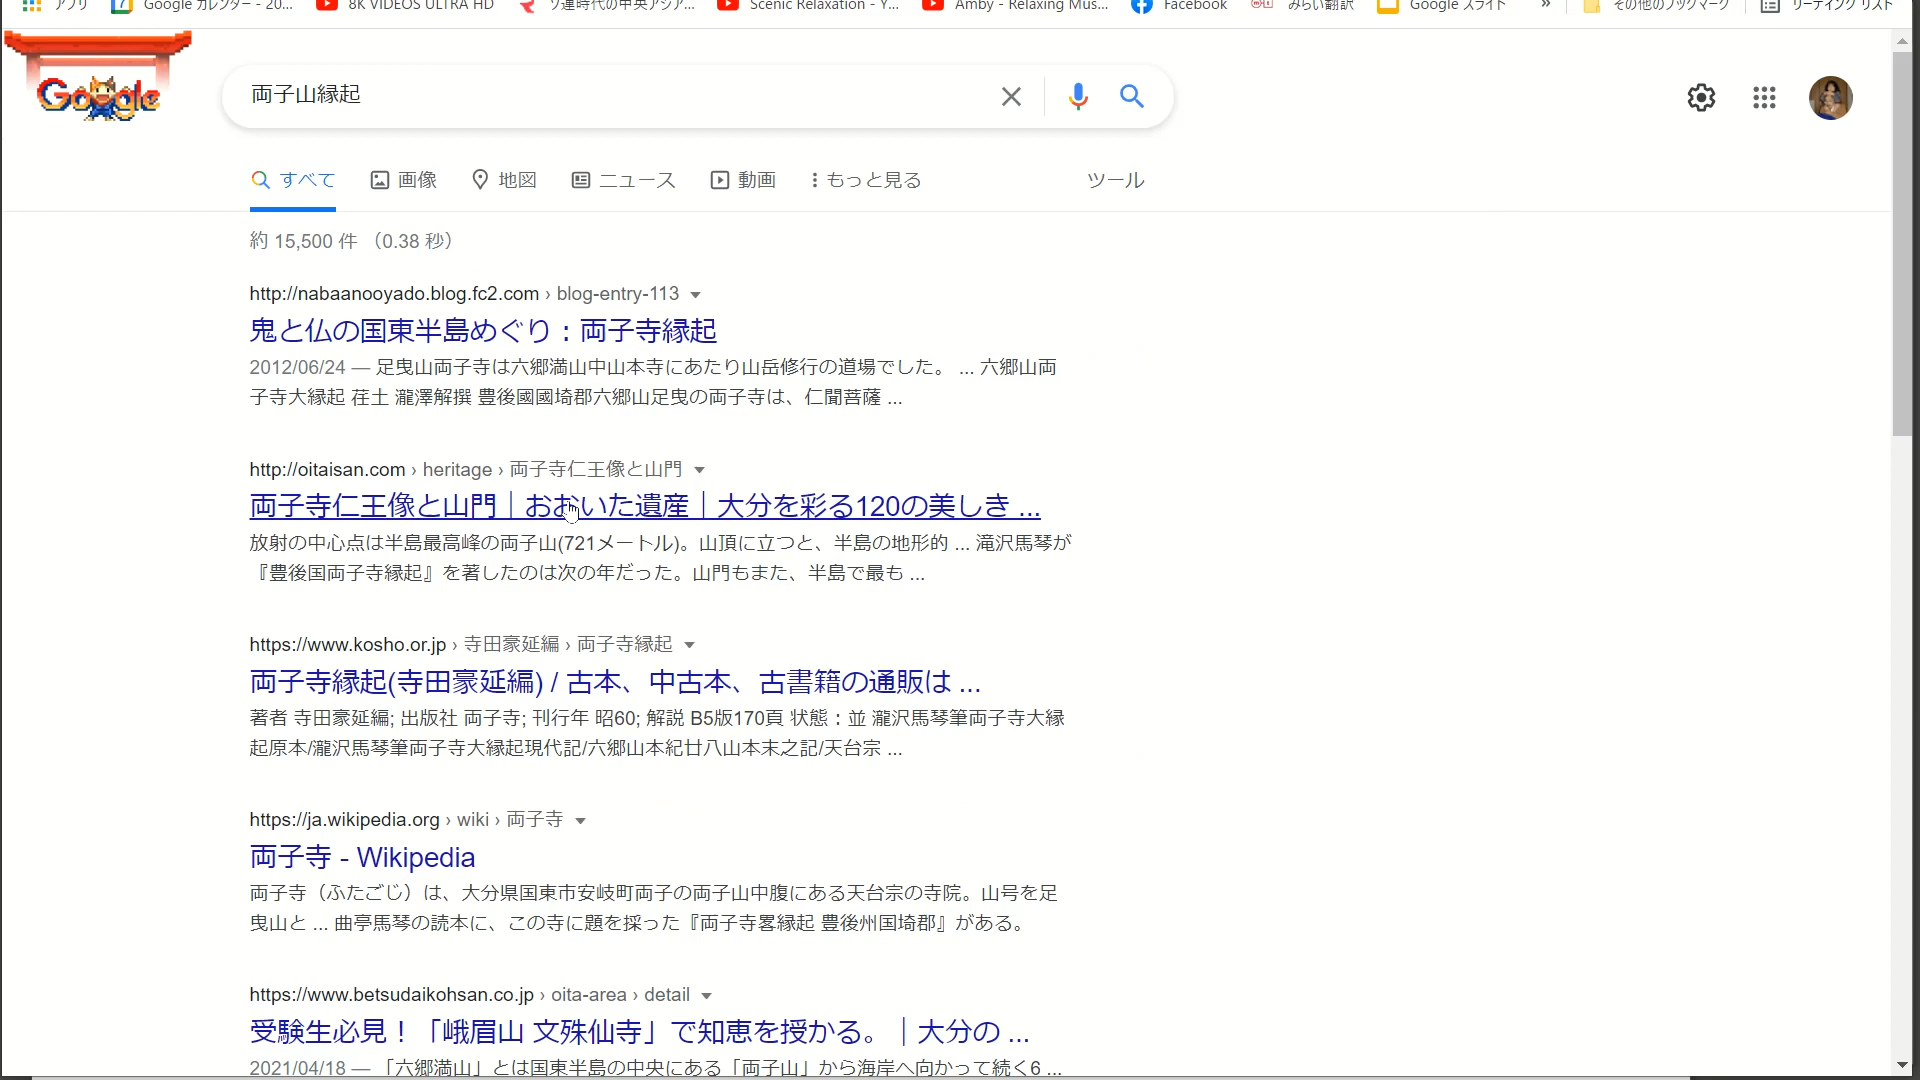 アプリ Google カレンダー - 20... 8K VIDEOS ULTRA HD ソ連時代の中央アジア... Scenic Relaxation - Y... Amby - Relaxing Mus... Facebook みらい翻訳 Google スライド » その他のブックマーク リーディング リスト
Google
両子山縁起
すべて 画像 地図 ニュース 動画 もっと見る ツール
約 15,500 件 （0.38 秒）
http://nabaanooyado.blog.fc2.com › blog-entry-113
鬼と仏の国東半島めぐり：両子寺縁起
2012/06/24 — 足曳山両子寺は六郷満山中山本寺にあたり山岳修行の道場でした。 ... 六郷山両
子寺大縁起 荏土 瀧澤解撰 豊後國國埼郡六郷山足曳の両子寺は、仁聞菩薩 ...
http://oitaisan.com › heritage › 両子寺仁王像と山門
両子寺仁王像と山門｜おおいた遺産｜大分を彩る120の美しき ...
放射の中心点は半島最高峰の両子山(721メートル)。山頂に立つと、半島の地形的 ... 滝沢馬琴が
『豊後国両子寺縁起』を著したのは次の年だった。山門もまた、半島で最も ...
https://www.kosho.or.jp › 寺田豪延編 › 両子寺縁起
両子寺縁起(寺田豪延編) / 古本、中古本、古書籍の通販は ...
著者 寺田豪延編; 出版社 両子寺; 刊行年 昭60; 解説 B5版170頁 状態：並 瀧沢馬琴筆両子寺大縁
起原本/瀧沢馬琴筆両子寺大縁起現代記/六郷山本紀廿八山本末之記/天台宗 ...
https://ja.wikipedia.org › wiki › 両子寺
両子寺 - Wikipedia
両子寺（ふたごじ）は、大分県国東市安岐町両子の両子山中腹にある天台宗の寺院。山号を足
曳山と ... 曲亭馬琴の読本に、この寺に題を採った『両子寺畧縁起 豊後州国埼郡』がある。
https://www.betsudaikohsan.co.jp › oita-area › detail
受験生必見！「峨眉山 文殊仙寺」で知恵を授かる。｜大分の ...
2021/04/18 — 「六郷満山」とは国東半島の中央にある「両子山」から海岸へ向かって続く6 ...